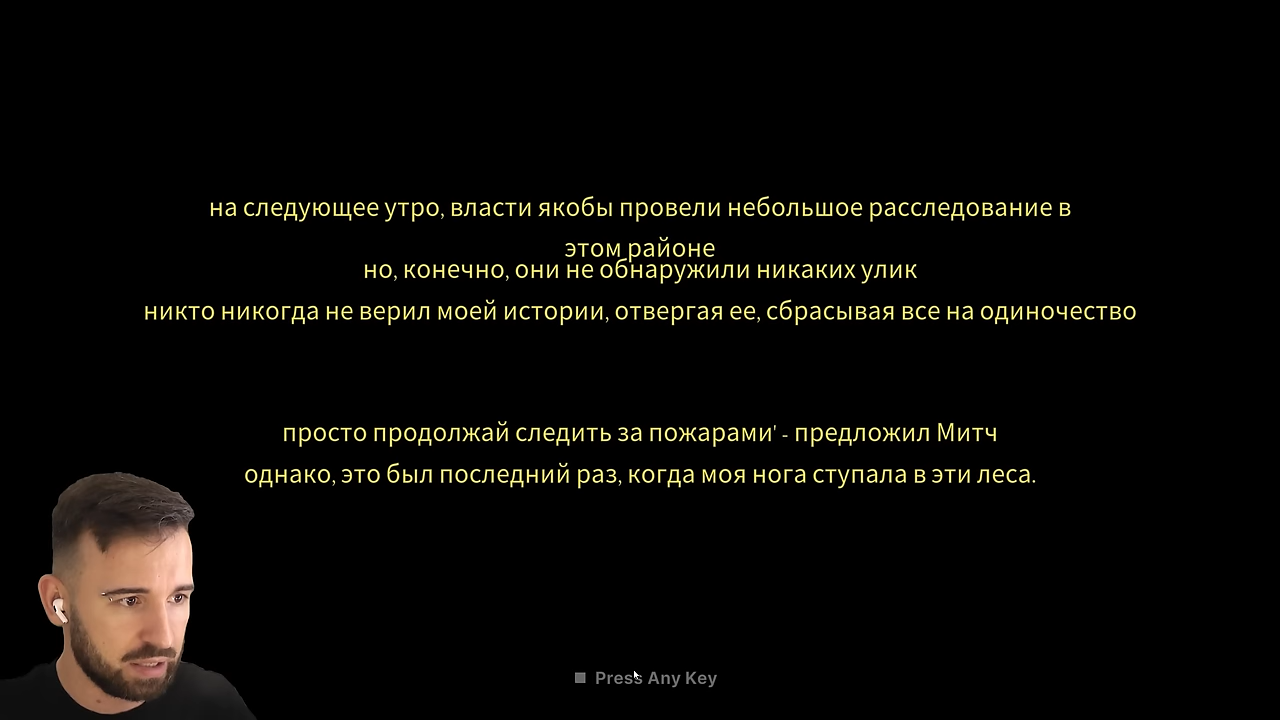 на следующее утро, власти якобы провели небольшое расследование в
этом районе
но, конечно, они не обнаружили никаких улик
никто никогда не верил моей истории, отвергая ее, сбрасывая все на одиночество
просто продолжай следить за пожарами' - предложил Митч
однако, это был последний раз, когда моя нога ступала в эти леса.
Press Any Key